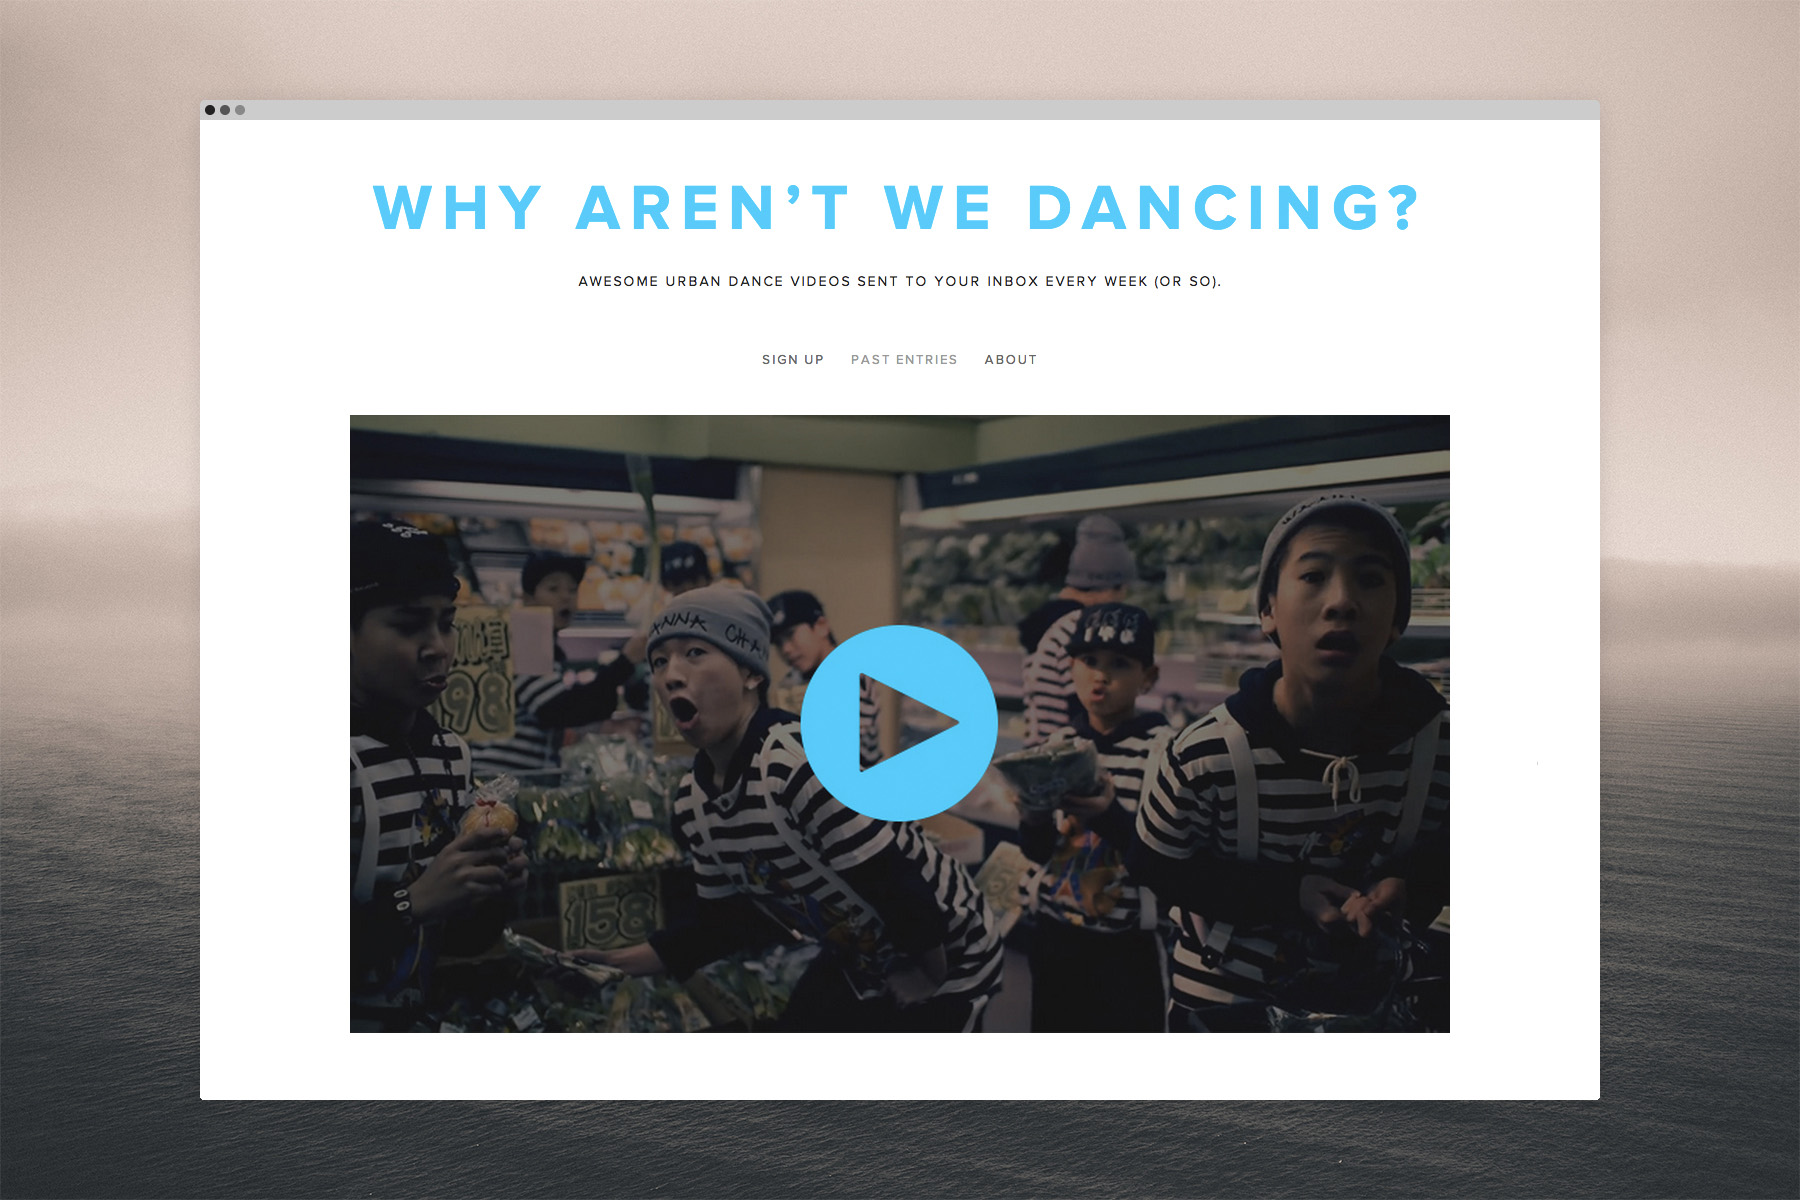 WHY AREN’T WE DANCING?
AWESOME URBAN DANCE VIDEOS SENT TO YOUR INBOX EVERY WEEK (OR SO).
SIGN UP PAST ENTRIES ABOUT
98
158